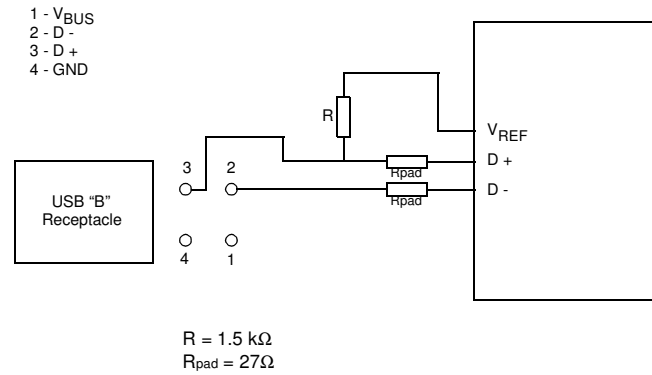 1 - VBUS
2 - D -
3 - D +
4 - GND
R
VREF
3
2
D +
Rpad
USB “B”
Receptacle
D -
Rpad
4
1
R = 1.5 kΩ
Rpad = 27Ω